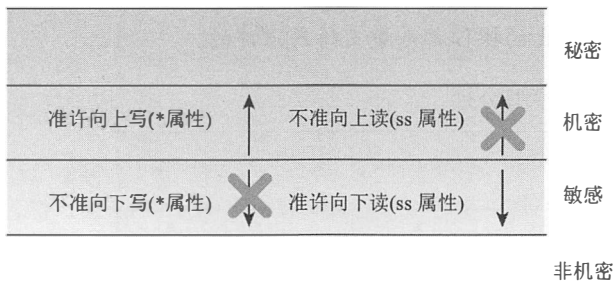 秘密
准许向上写(*属性) 不准向上读(ss 属性) 机密
不准向下写(*属性) 准许向下读(ss 属性) 敏感
非机密